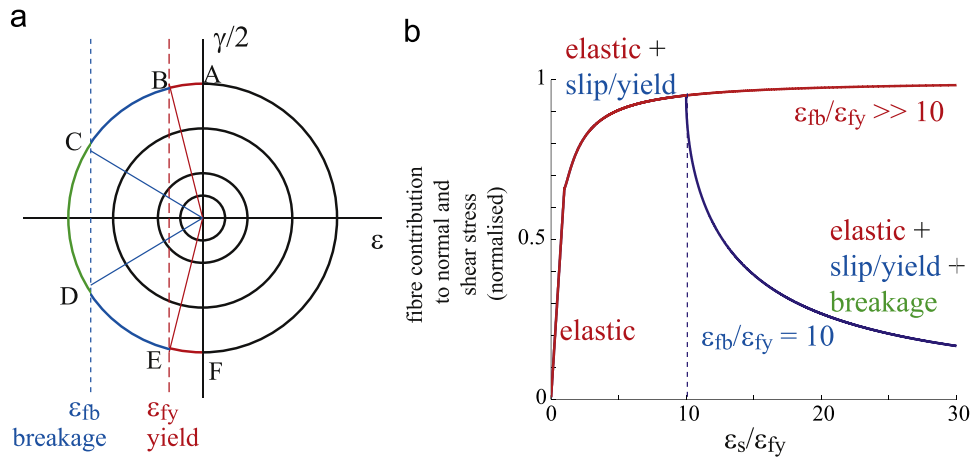 a
γ/2
B
A
C
ε
D
E
F
εfb
breakage
εfy
yield
b
elastic +
slip/yield
1
εfb/εfy >> 10
fibre contribution
to normal and
shear stress
(normalised)
0.5
elastic +
slip/yield +
breakage
elastic
εfb/εfy = 10
0
0
10
20
30
εs/εfy